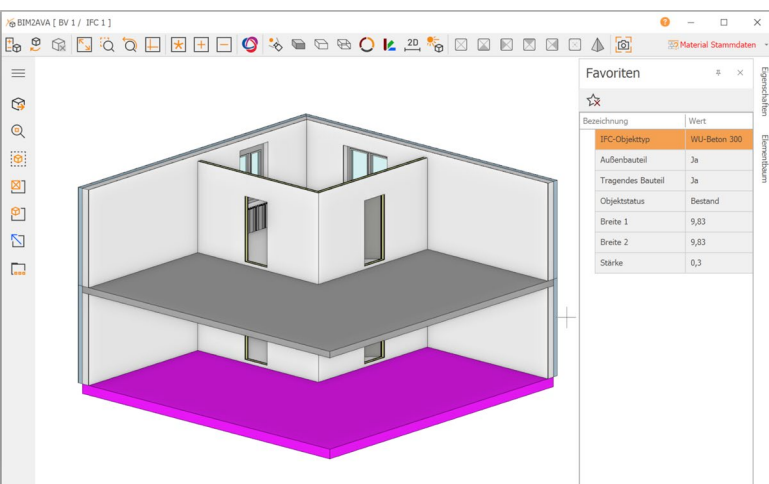 BIM2AVA [ BV 1 / IFC 1 ]
?
2D
Material Stammdaten
Favoriten
Eigenschaften
Elementbaum
Bezeichnung Wert
IFC-Objekttyp WU-Beton 300
Außenbauteil Ja
Tragendes Bauteil Ja
Objektstatus Bestand
Breite 1 9,83
Breite 2 9,83
Stärke 0,3